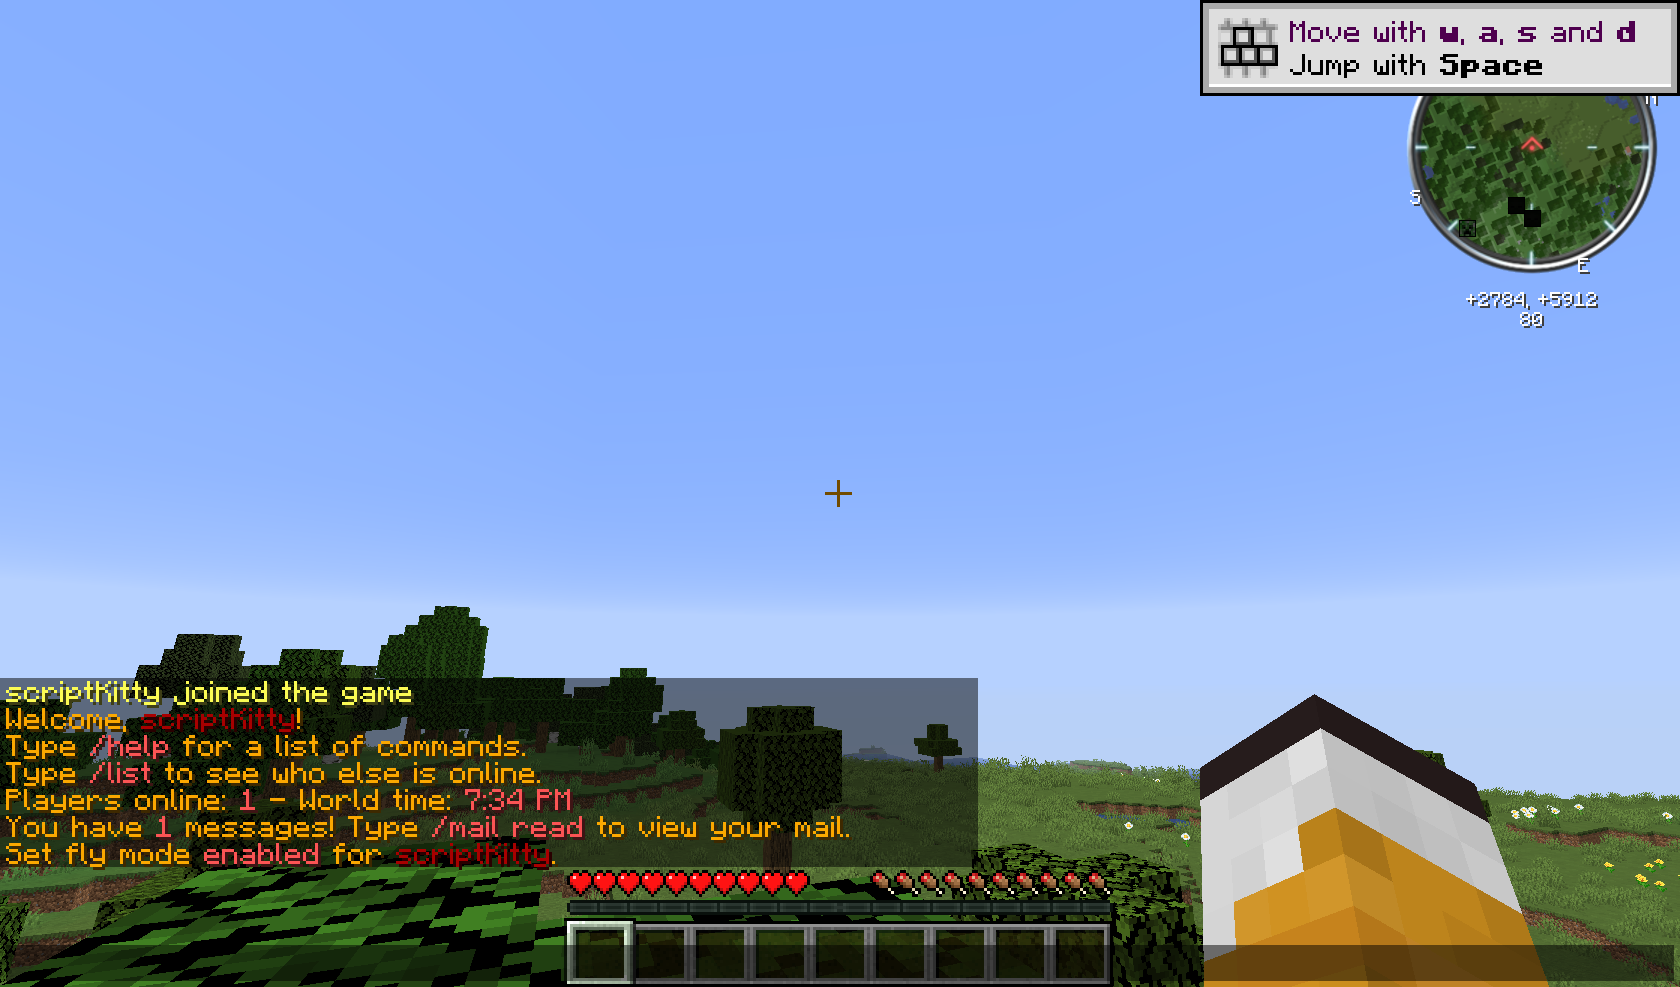 Move with w, a, s and d
Jump with Space
S
E
+2784, +5912
80
scriptKitty joined the game
Welcome, scriptKitty!
Type /help for a list of commands.
Type /list to see who else is online.
Players online: 1 - World time: 7:34 PM
You have 1 messages! Type /mail read to view your mail.
Set fly mode enabled for scriptKitty.